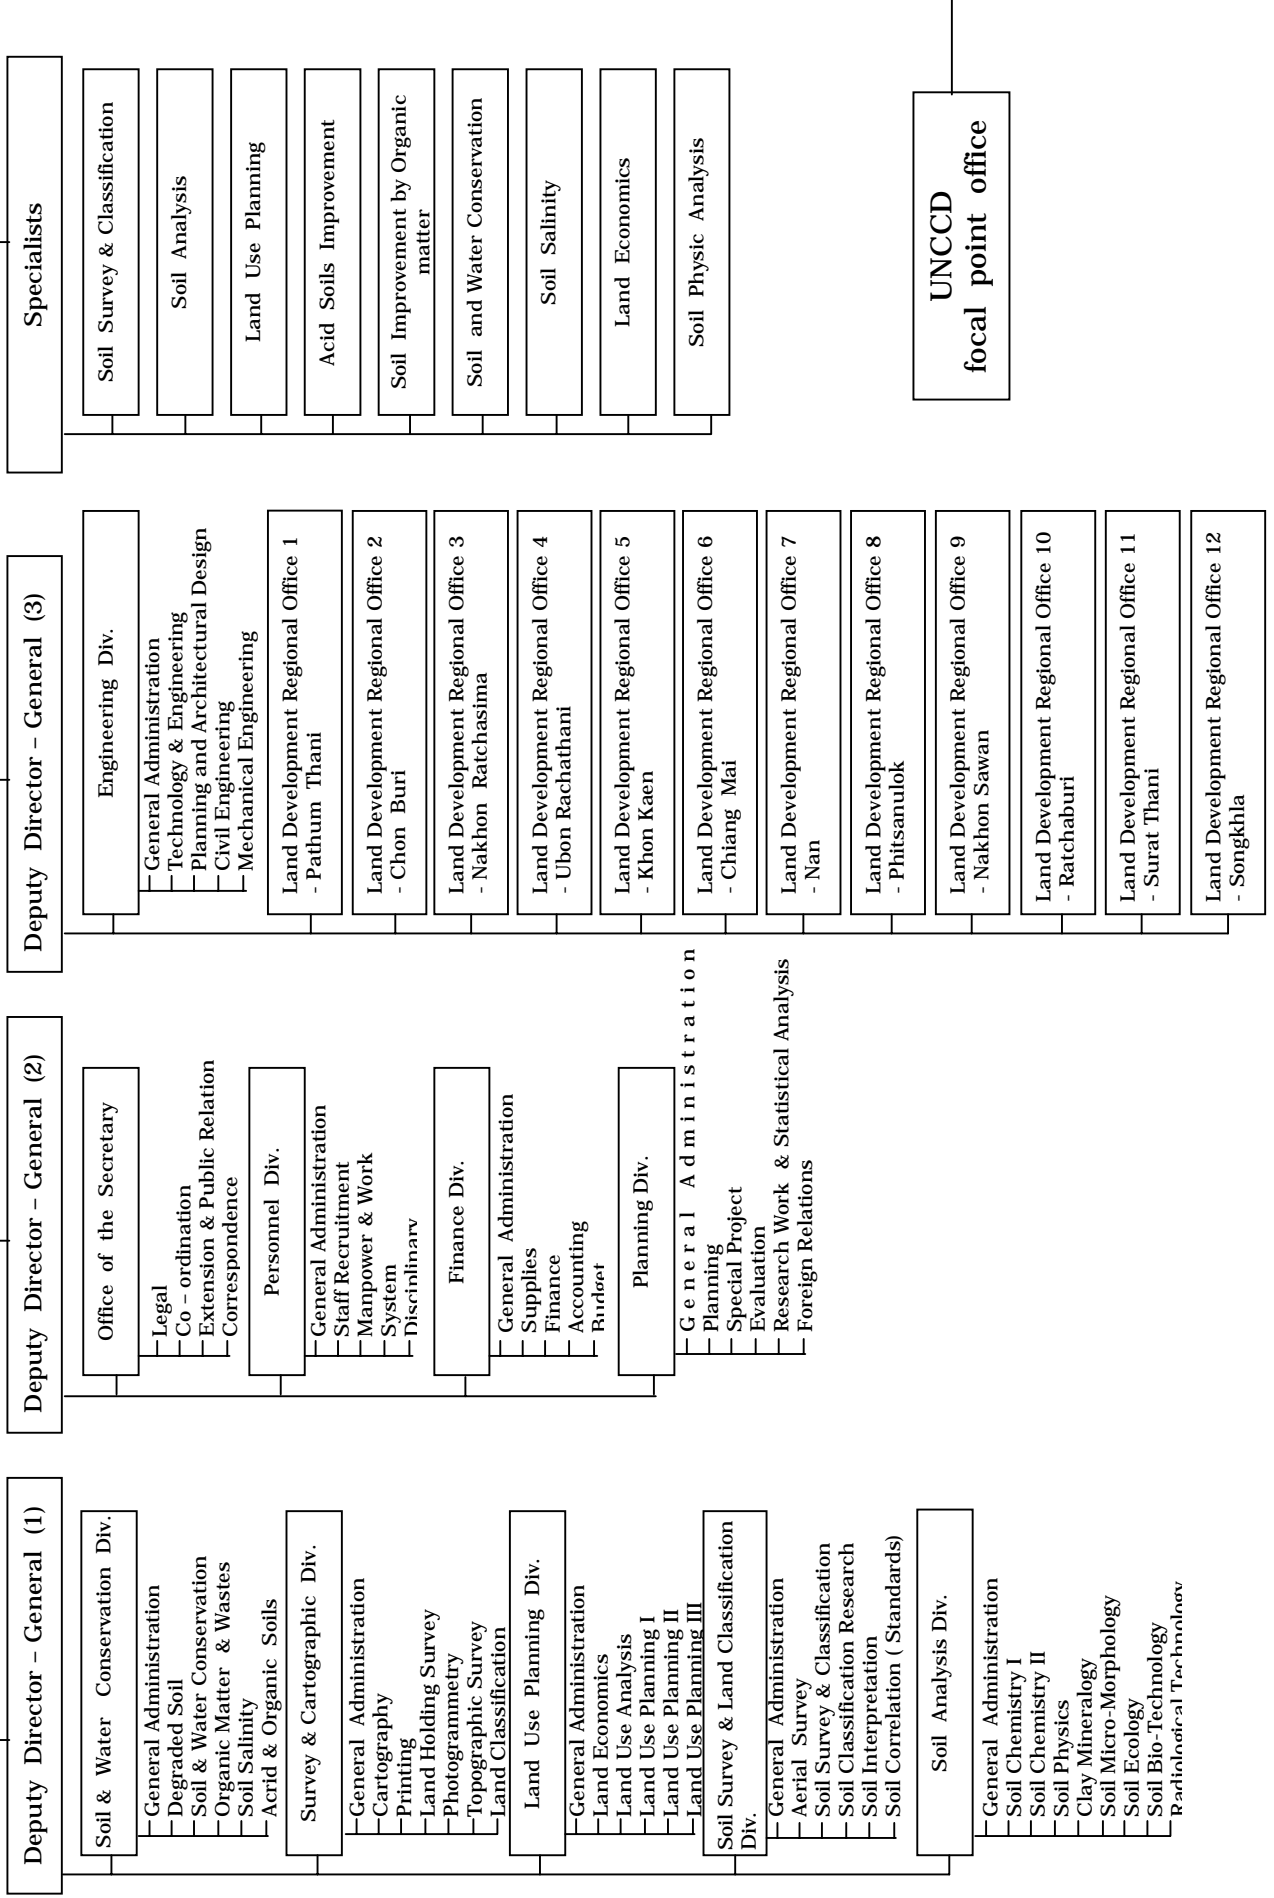 Deputy Director – General (1)
Soil & Water Conservation Div.
General Administration
Degraded Soil
Soil & Water Conservation
Organic Matter & Wastes
Soil Salinity
Acrid & Organic Soils
Survey & Cartographic Div.
General Administration
Cartography
Printing
Land Holding Survey
Photogrammetry
Topographic Survey
Land Classification
Land Use Planning Div.
General Administration
Land Economics
Land Use Analysis
Land Use Planning I
Land Use Planning II
Land Use Planning III
Soil Survey & Land Classification
Div.
General Administration
Aerial Survey
Soil Survey & Classification
Soil Classification Research
Soil Interpretation
Soil Correlation ( Standards)
Soil Analysis Div.
General Administration
Soil Chemistry I
Soil Chemistry II
Soil Physics
Clay Mineralogy
Soil Micro-Morphology
Soil Ecology
Soil Bio-Technology
Radiological Technology
Deputy Director – General (2)
Office of the Secretary
Legal
Co – ordination
Extension & Public Relation
Correspondence
Personnel Div.
General Administration
Staff Recruitment
Manpower & Work
System
Disciplinary
Finance Div.
General Administration
Supplies
Finance
Accounting
Budget
Planning Div.
General Administration
Planning
Special Project
Evaluation
Research Work & Statistical Analysis
Foreign Relations
Deputy Director – General (3)
Engineering Div.
General Administration
Technology & Engineering
Planning and Architectural Design
Civil Engineering
Mechanical Engineering
Land Development Regional Office 1
- Pathum Thani
Land Development Regional Office 2
- Chon Buri
Land Development Regional Office 3
- Nakhon Ratchasima
Land Development Regional Office 4
- Ubon Rachathani
Land Development Regional Office 5
- Khon Kaen
Land Development Regional Office 6
- Chiang Mai
Land Development Regional Office 7
- Nan
Land Development Regional Office 8
- Phitsanulok
Land Development Regional Office 9
- Nakhon Sawan
Land Development Regional Office 10
- Ratchaburi
Land Development Regional Office 11
- Surat Thani
Land Development Regional Office 12
- Songkhla
Specialists
Soil Survey & Classification
Soil Analysis
Land Use Planning
Acid Soils Improvement
Soil Improvement by Organic
matter
Soil and Water Conservation
Soil Salinity
Land Economics
Soil Physic Analysis
UNCCD
focal point office